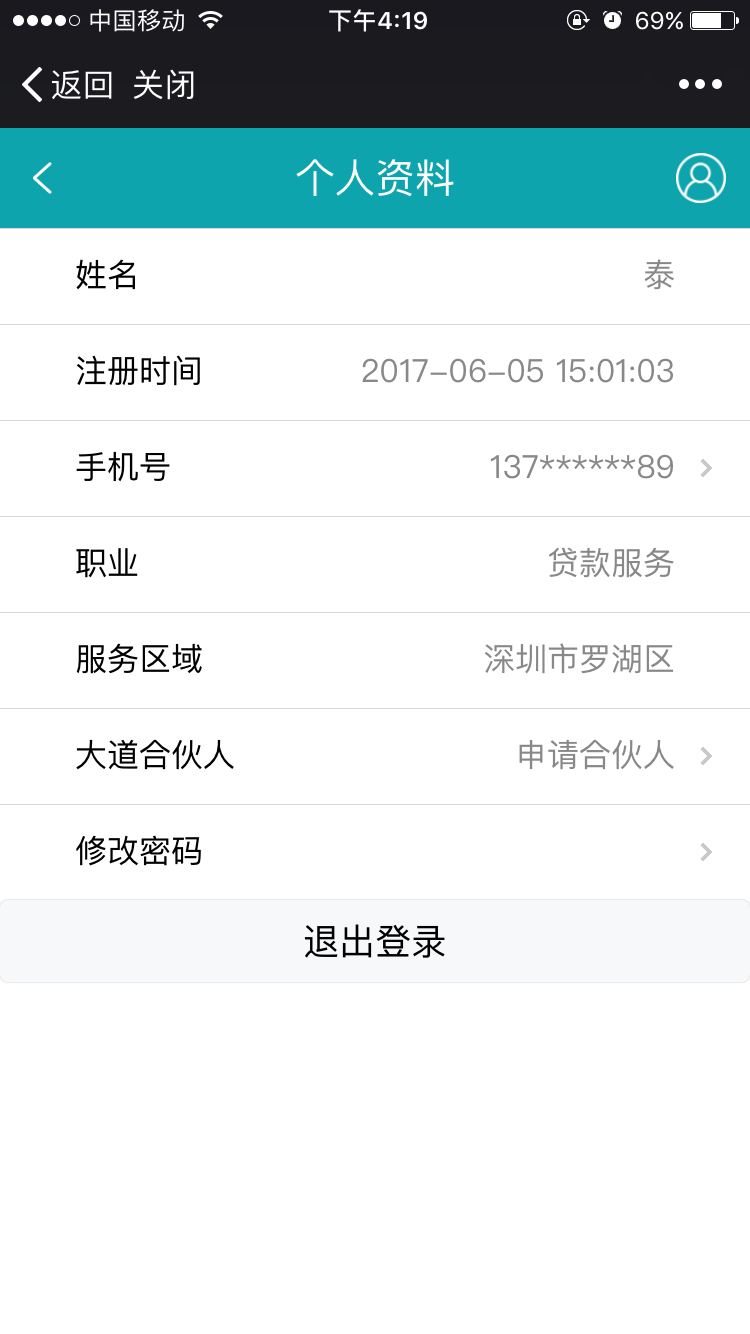 中国移动 下午4:19 69%
返回 关闭
个人资料
姓名 泰
注册时间 2017-06-05 15:01:03
手机号 137******89
职业 贷款服务
服务区域 深圳市罗湖区
大道合伙人 申请合伙人
修改密码
退出登录